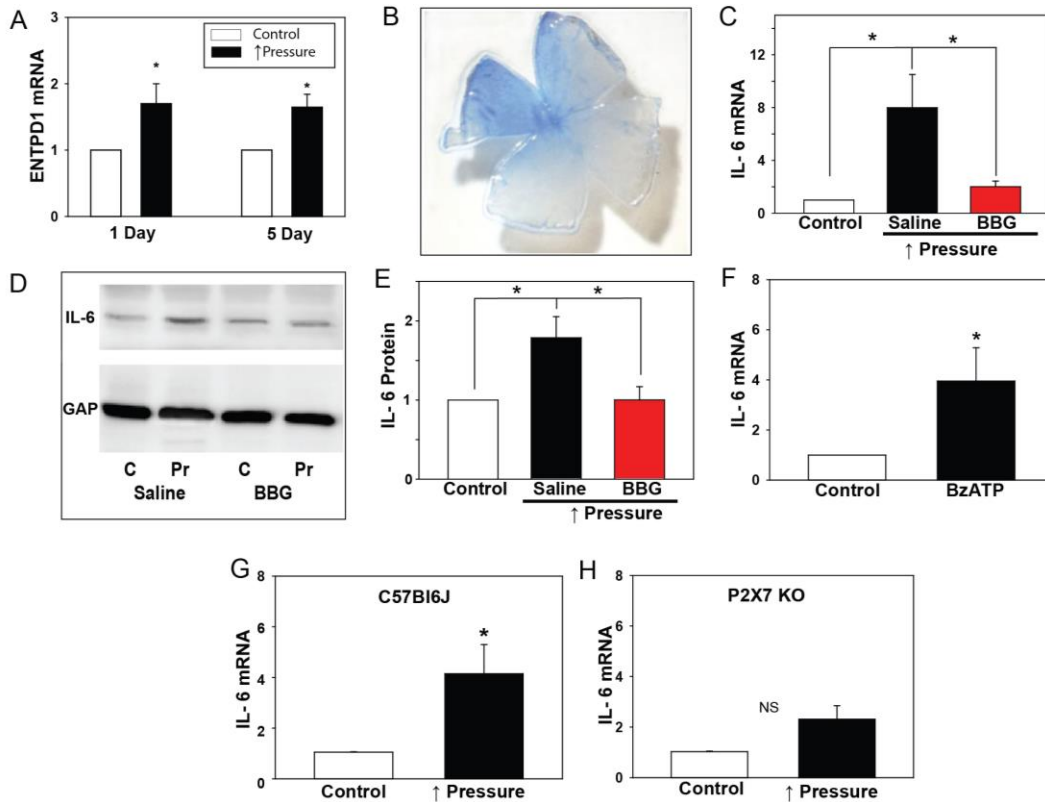 A
3
2
1
0
ENTPD1 mRNA
Control
↑Pressure
*
*
1 Day
5 Day
B
C
12
8
4
0
IL- 6 mRNA
*
*
Control
Saline
BBG
↑ Pressure
D
IL-6
GAP
C Pr C Pr
Saline BBG
E
2
1
0
IL- 6 Protein
*
*
Control
Saline
BBG
↑ Pressure
F
8
6
4
2
0
IL- 6 mRNA
*
Control
BzATP
G
8
6
4
2
0
IL- 6 mRNA
C57Bl6J
*
Control
↑ Pressure
H
8
6
4
2
0
IL- 6 mRNA
P2X7 KO
NS
Control
↑ Pressure